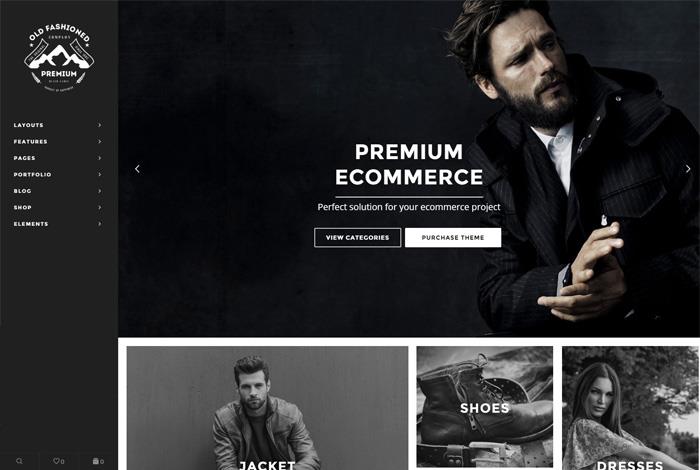 OLD FASHIONED
COMPANY
PREMIUM
LAYOUTS
FEATURES
PAGES
PORTFOLIO
BLOG
SHOP
ELEMENTS
0
0
PREMIUM
ECOMMERCE
Perfect solution for your ecommerce project
VIEW CATEGORIES
PURCHASE THEME
JACKET
SHOES
DRESSES